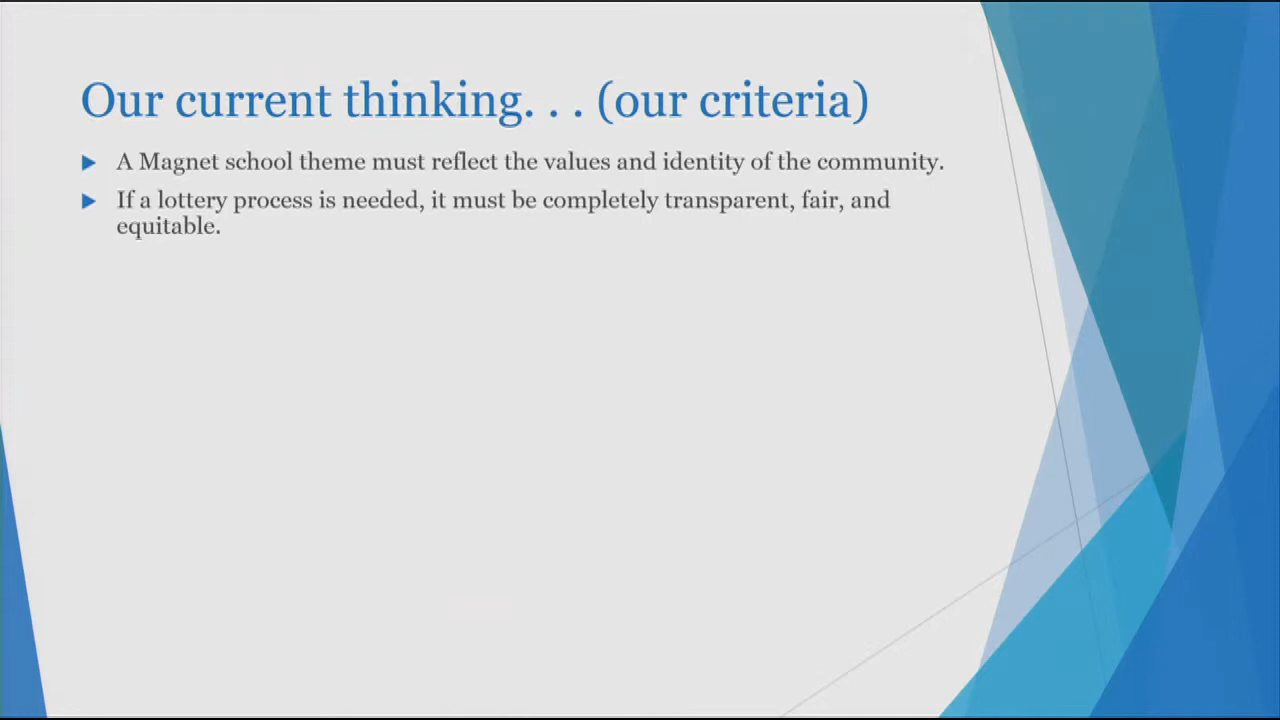 Our current thinking. . . (our criteria)
A Magnet school theme must reflect the values and identity of the community.
If a lottery process is needed, it must be completely transparent, fair, and
equitable.